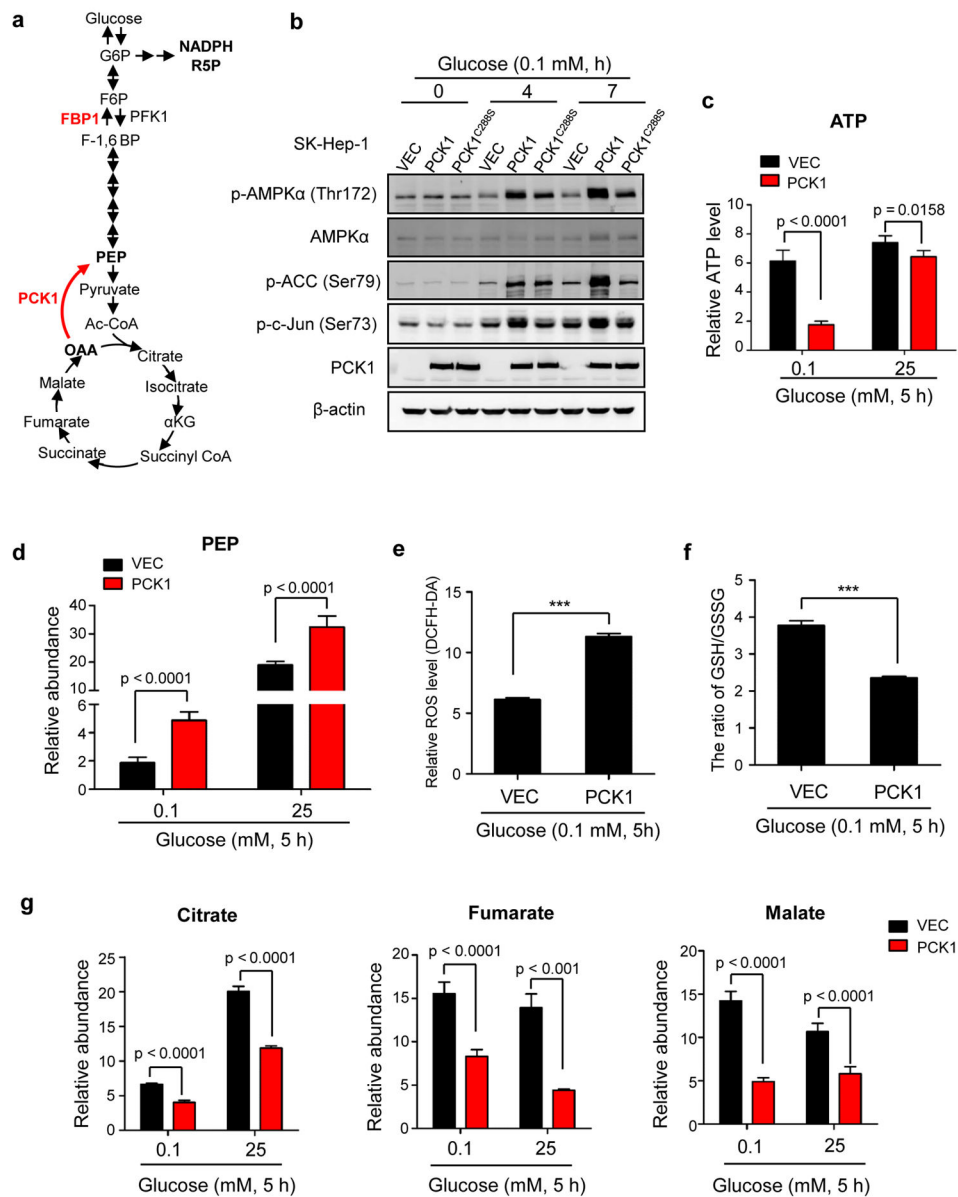 a
Glucose
G6P
NADPH
R5P
F6P
FBP1
PFK1
F-1,6 BP
PEP
PCK1
Pyruvate
Ac-CoA
OAA
Citrate
Malate
Isocitrate
Fumarate
αKG
Succinate
Succinyl CoA
b
Glucose (0.1 mM, h)
0 4 7
SK-Hep-1
VEC PCK1 PCK1C288S VEC PCK1 PCK1C288S VEC PCK1 PCK1C288S
p-AMPKα (Thr172)
AMPKα
p-ACC (Ser79)
p-c-Jun (Ser73)
PCK1
β-actin
c
ATP
VEC
PCK1
p < 0.0001
p = 0.0158
Relative ATP level
10
8
6
4
2
0
0.1 25
Glucose (mM, 5 h)
d
PEP
VEC
PCK1
p < 0.0001
p < 0.0001
Relative abundance
40
30
20
10
6
4
2
0
0.1 25
Glucose (mM, 5 h)
e
Relative ROS level (DCFH-DA)
15
10
5
0
***
VEC PCK1
Glucose (0.1 mM, 5h)
f
The ratio of GSH/GSSG
5
4
3
2
1
0
***
VEC PCK1
Glucose (0.1 mM, 5h)
g
Citrate
Relative abundance
25
20
15
10
5
0
p < 0.0001
p < 0.0001
0.1 25
Glucose (mM, 5 h)
Fumarate
Relative abundance
20
15
10
5
0
p < 0.0001
p < 0.001
0.1 25
Glucose (mM, 5 h)
Malate
VEC
PCK1
Relative abundance
20
15
10
5
0
p < 0.0001
p < 0.0001
0.1 25
Glucose (mM, 5 h)